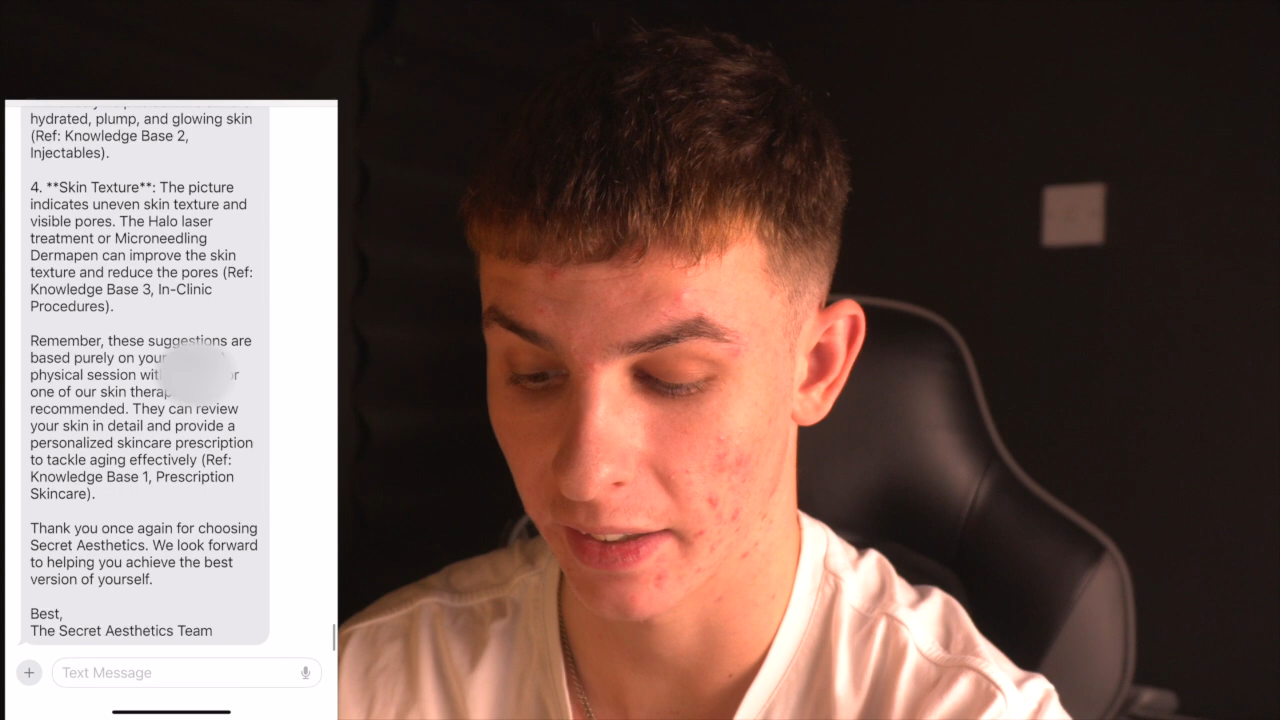 hydrated, plump, and glowing skin
(Ref: Knowledge Base 2,
Injectables).
4. **Skin Texture**: The picture
indicates uneven skin texture and
visible pores. The Halo laser
treatment or Microneedling
Dermapen can improve the skin
texture and reduce the pores (Ref:
Knowledge Base 3, In-Clinic
Procedures).
Remember, these suggestions are
based purely on your
physical session
one of our skin
recommended. They can review
your skin in detail and provide a
personalized skincare prescription
to tackle aging effectively (Ref:
Knowledge Base 1, Prescription
Skincare).
Thank you once again for choosing
Secret Aesthetics. We look forward
to helping you achieve the best
version of yourself.
Best,
The Secret Aesthetics Team
Text Message